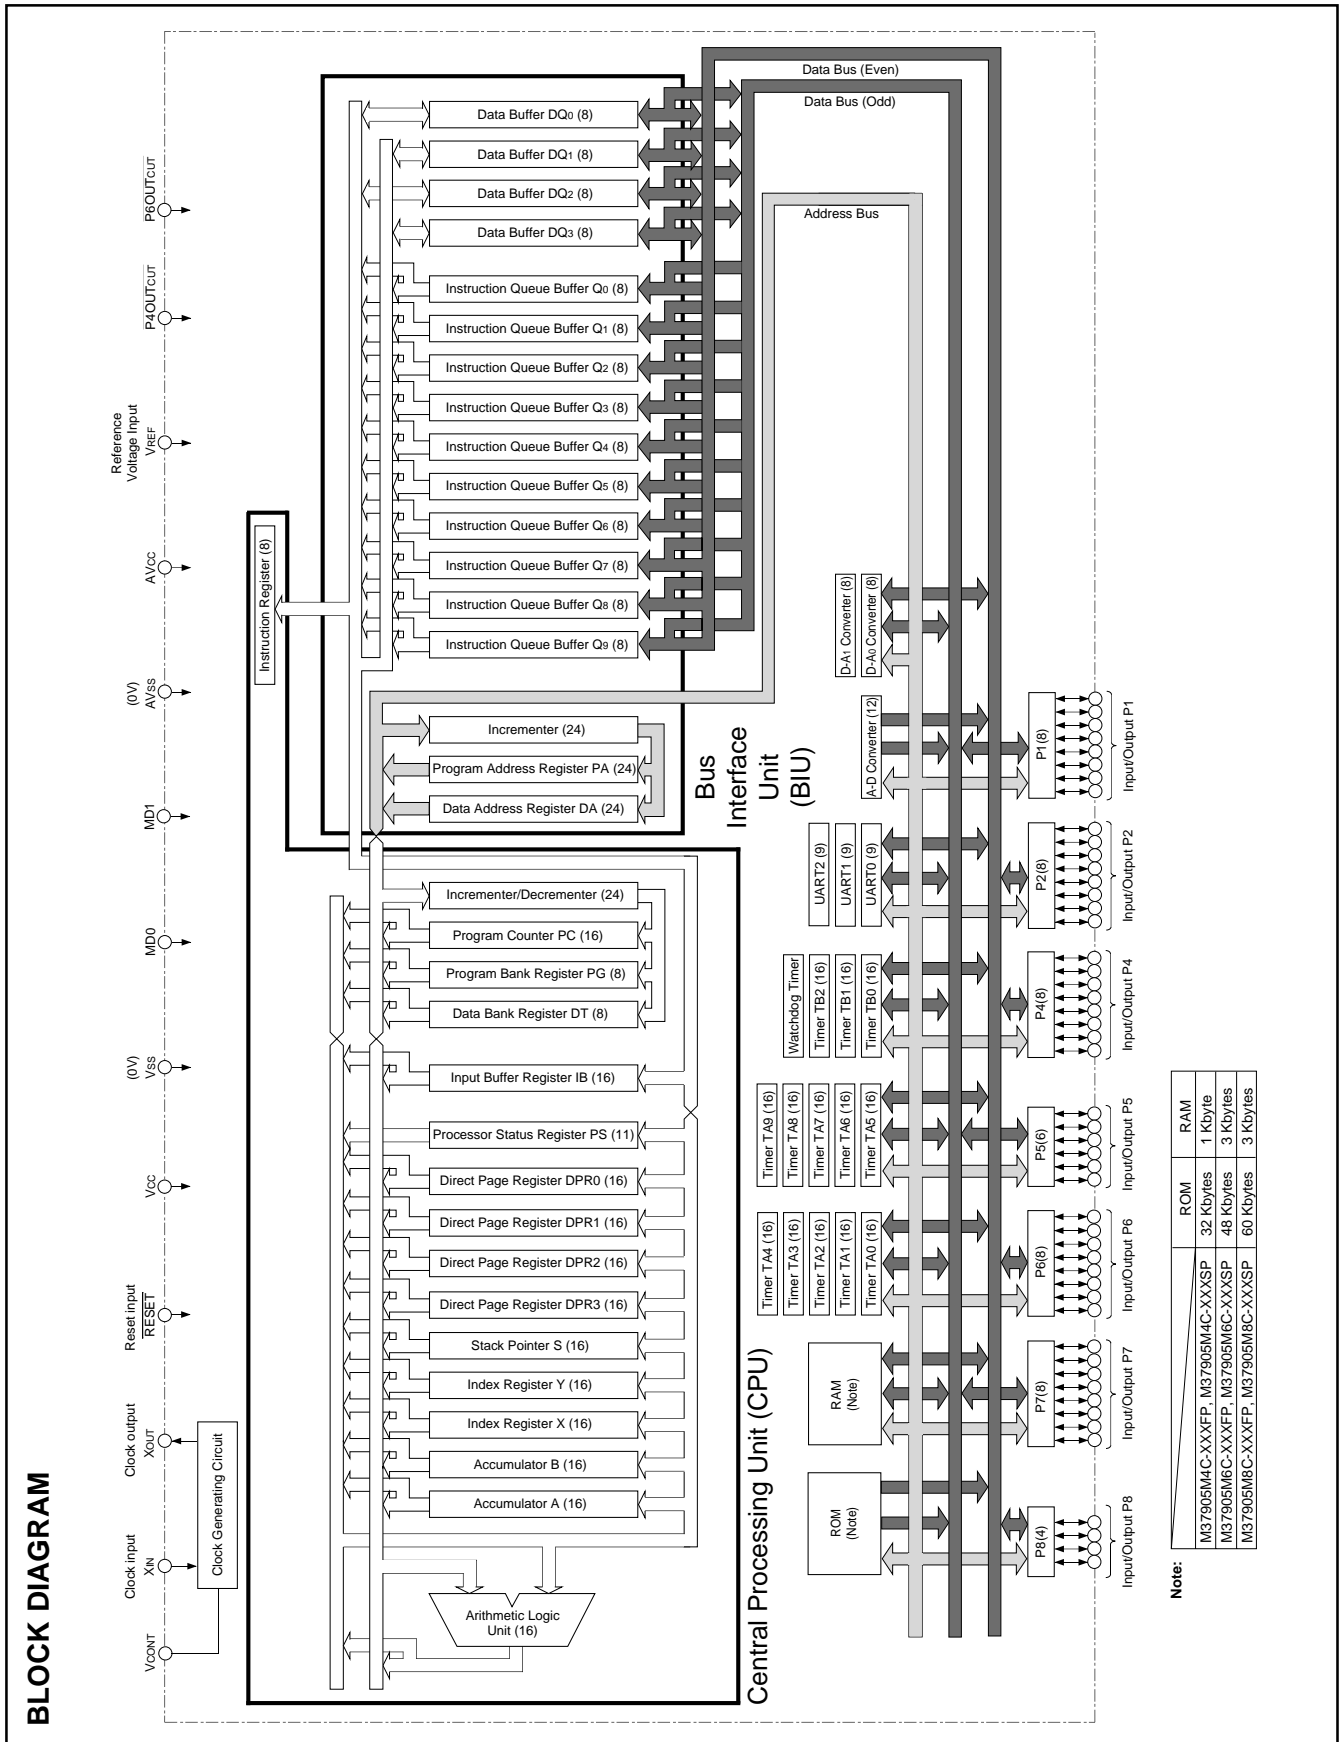 BLOCK DIAGRAM
Data Bus (Even)
Data Bus (Odd)
Address Bus
Data Buffer DQ0 (8)
Data Buffer DQ1 (8)
Data Buffer DQ2 (8)
Data Buffer DQ3 (8)
Instruction Queue Buffer Q0 (8)
Instruction Queue Buffer Q1 (8)
Instruction Queue Buffer Q2 (8)
Instruction Queue Buffer Q3 (8)
Instruction Queue Buffer Q4 (8)
Instruction Queue Buffer Q5 (8)
Instruction Queue Buffer Q6 (8)
Instruction Queue Buffer Q7 (8)
Instruction Queue Buffer Q8 (8)
Instruction Queue Buffer Q9 (8)
Instruction Register (8)
Incrementer (24)
Program Address Register PA (24)
Data Address Register DA (24)
Bus
Interface
Unit
(BIU)
Incrementer/Decrementer (24)
Program Counter PC (16)
Program Bank Register PG (8)
Data Bank Register DT (8)
Input Buffer Register IB (16)
Processor Status Register PS (11)
Direct Page Register DPR0 (16)
Direct Page Register DPR1 (16)
Direct Page Register DPR2 (16)
Direct Page Register DPR3 (16)
Stack Pointer S (16)
Index Register Y (16)
Index Register X (16)
Accumulator B (16)
Accumulator A (16)
Arithmetic Logic
Unit (16)
Central Processing Unit (CPU)
P6OUTCUT
P4OUTCUT
Reference
Voltage Input
VREF
AVCC
(0V)
AVSS
MD1
MD0
(0V)
VSS
VCC
Reset input
RESET
Clock output
XOUT
Clock input
XIN
VCONT
Clock Generating Circuit
D-A1 Converter (8)
D-A0 Converter (8)
A-D Converter (12)
UART2 (9)
UART1 (9)
UART0 (9)
Watchdog Timer
Timer TB2 (16)
Timer TB1 (16)
Timer TB0 (16)
Timer TA9 (16)
Timer TA8 (16)
Timer TA7 (16)
Timer TA6 (16)
Timer TA5 (16)
Timer TA4 (16)
Timer TA3 (16)
Timer TA2 (16)
Timer TA1 (16)
Timer TA0 (16)
RAM
(Note)
ROM
(Note)
P1(8)
Input/Output P1
P2(8)
Input/Output P2
P4(8)
Input/Output P4
P5(6)
Input/Output P5
P6(8)
Input/Output P6
P7(8)
Input/Output P7
P8(4)
Input/Output P8
Note:
ROM RAM
M37905M4C-XXXFP, M37905M4C-XXXSP 32 Kbytes 1 Kbyte
M37905M6C-XXXFP, M37905M6C-XXXSP 48 Kbytes 3 Kbytes
M37905M8C-XXXFP, M37905M8C-XXXSP 60 Kbytes 3 Kbytes